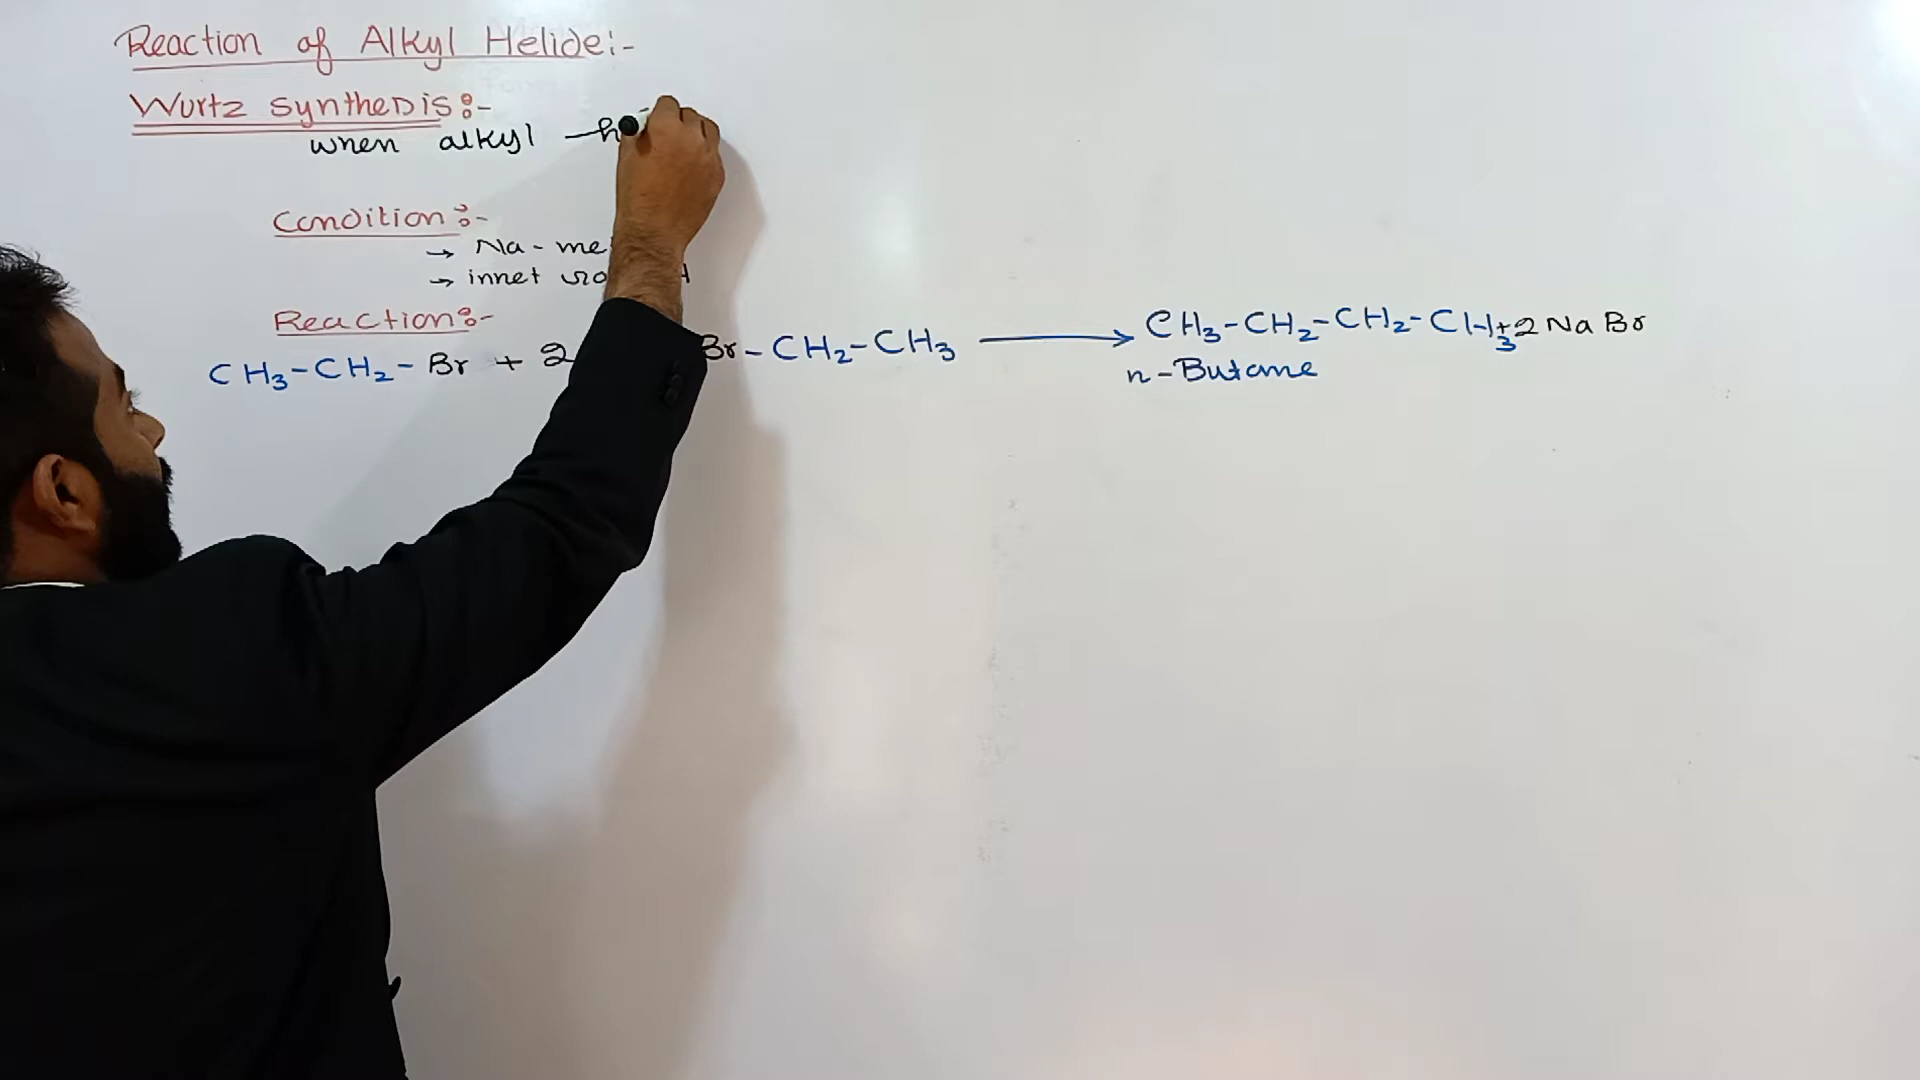 Reaction of Alkyl Helide:-
Wurtz synthesis:-
when alkyl
Condition:-
→ Na - me
→ innet
Reaction:-
CH3-CH2-Br + 2 Br-CH2-CH3 ⟶ CH3-CH2-CH2-CH3+2NaBr
n-Butane